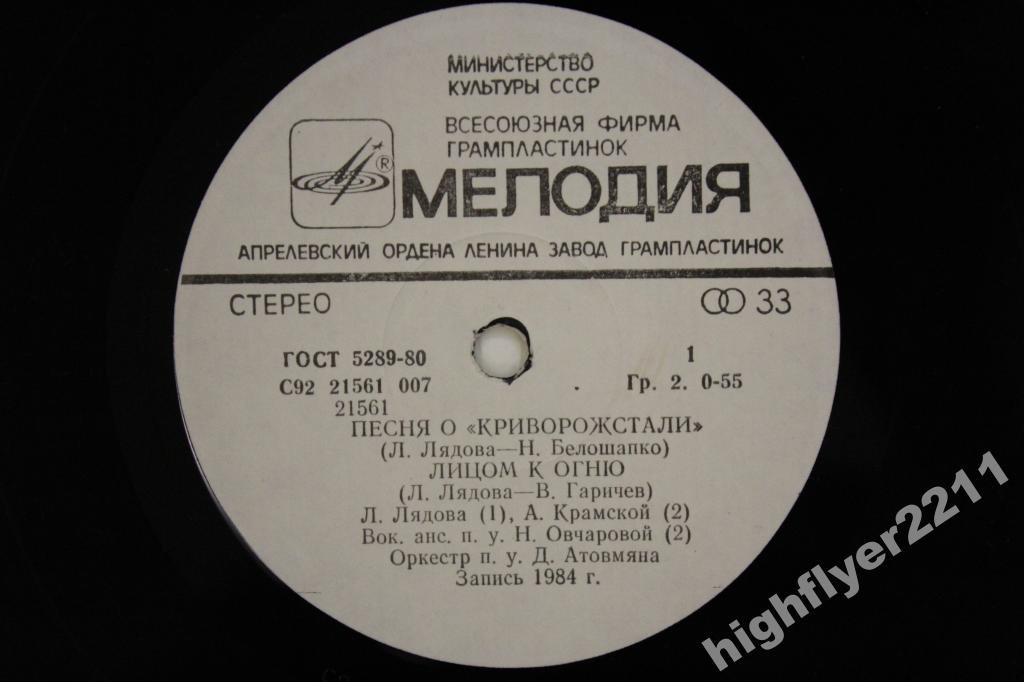 МИНИСТЕРСТВО
КУЛЬТУРЫ СССР
ВСЕСОЮЗНАЯ ФИРМА
ГРАМПЛАСТИНОК
®
МЕЛОДИЯ
АПРЕЛЕВСКИЙ ОРДЕНА ЛЕНИНА ЗАВОД ГРАМПЛАСТИНОК
СТЕРЕО 33
ГОСТ 5289-80 1
С92 21561 007 Гр. 2. 0-55
21561
ПЕСНЯ О «КРИВОРОЖСТАЛИ»
(Л. Лядова—Н. Белошапко)
ЛИЦОМ К ОГНЮ
(Л. Лядова—В. Гаричев)
Л. Лядова (1), А. Крамской (2)
Вок. анс. п. у. Н. Овчаровой (2)
Оркестр п. у. Д. Атовмяна
Запись 1984 г.
highflyer2211